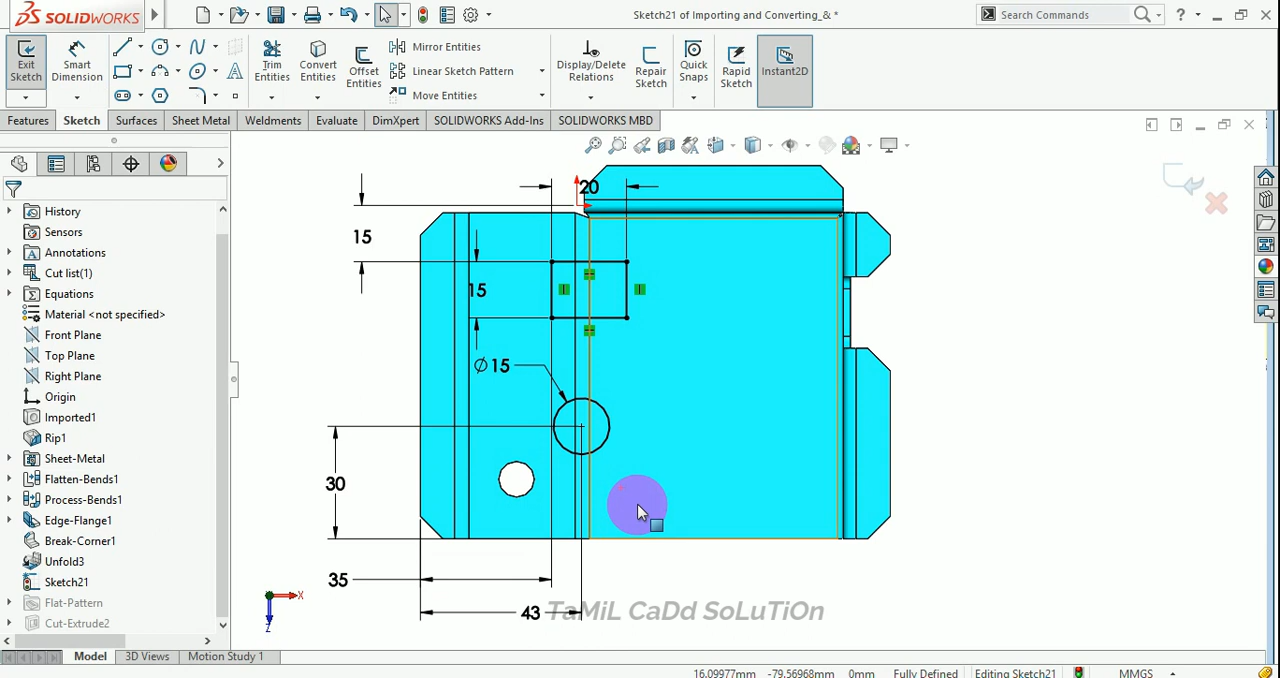 SOLIDWORKS
Sketch21 of Importing and Converting_& *
Search Commands
?
Exit Sketch
Smart Dimension
Trim Entities
Convert Entities
Offset Entities
Mirror Entities
Linear Sketch Pattern
Move Entities
Display/Delete Relations
Repair Sketch
Quick Snaps
Rapid Sketch
Instant2D
Features
Sketch
Surfaces
Sheet Metal
Weldments
Evaluate
DimXpert
SOLIDWORKS Add-Ins
SOLIDWORKS MBD
History
Sensors
Annotations
Cut list(1)
Equations
Material <not specified>
Front Plane
Top Plane
Right Plane
Origin
Imported1
Rip1
Sheet-Metal
Flatten-Bends1
Process-Bends1
Edge-Flange1
Break-Corner1
Unfold3
Sketch21
Flat-Pattern
Cut-Extrude2
20
15
15
Ø15
30
35
43
X
Z
TaMiL CaDd SoLuTiOn
Model
3D Views
Motion Study 1
16.09977mm
-79.56968mm
0mm
Fully Defined
Editing Sketch21
MMGS